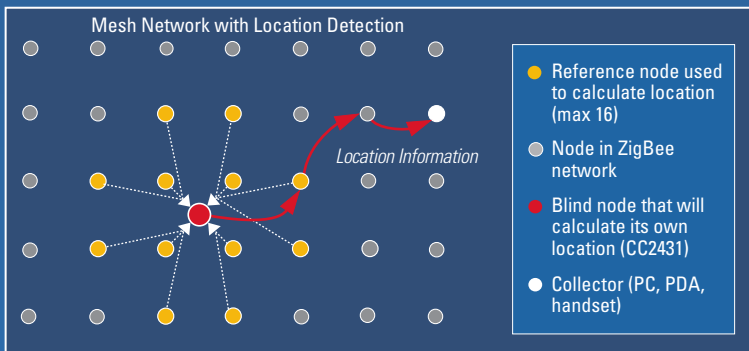 Mesh Network with Location Detection
Location Information
Reference node used
to calculate location
(max 16)
Node in ZigBee
network
Blind node that will
calculate its own
location (CC2431)
Collector (PC, PDA,
handset)